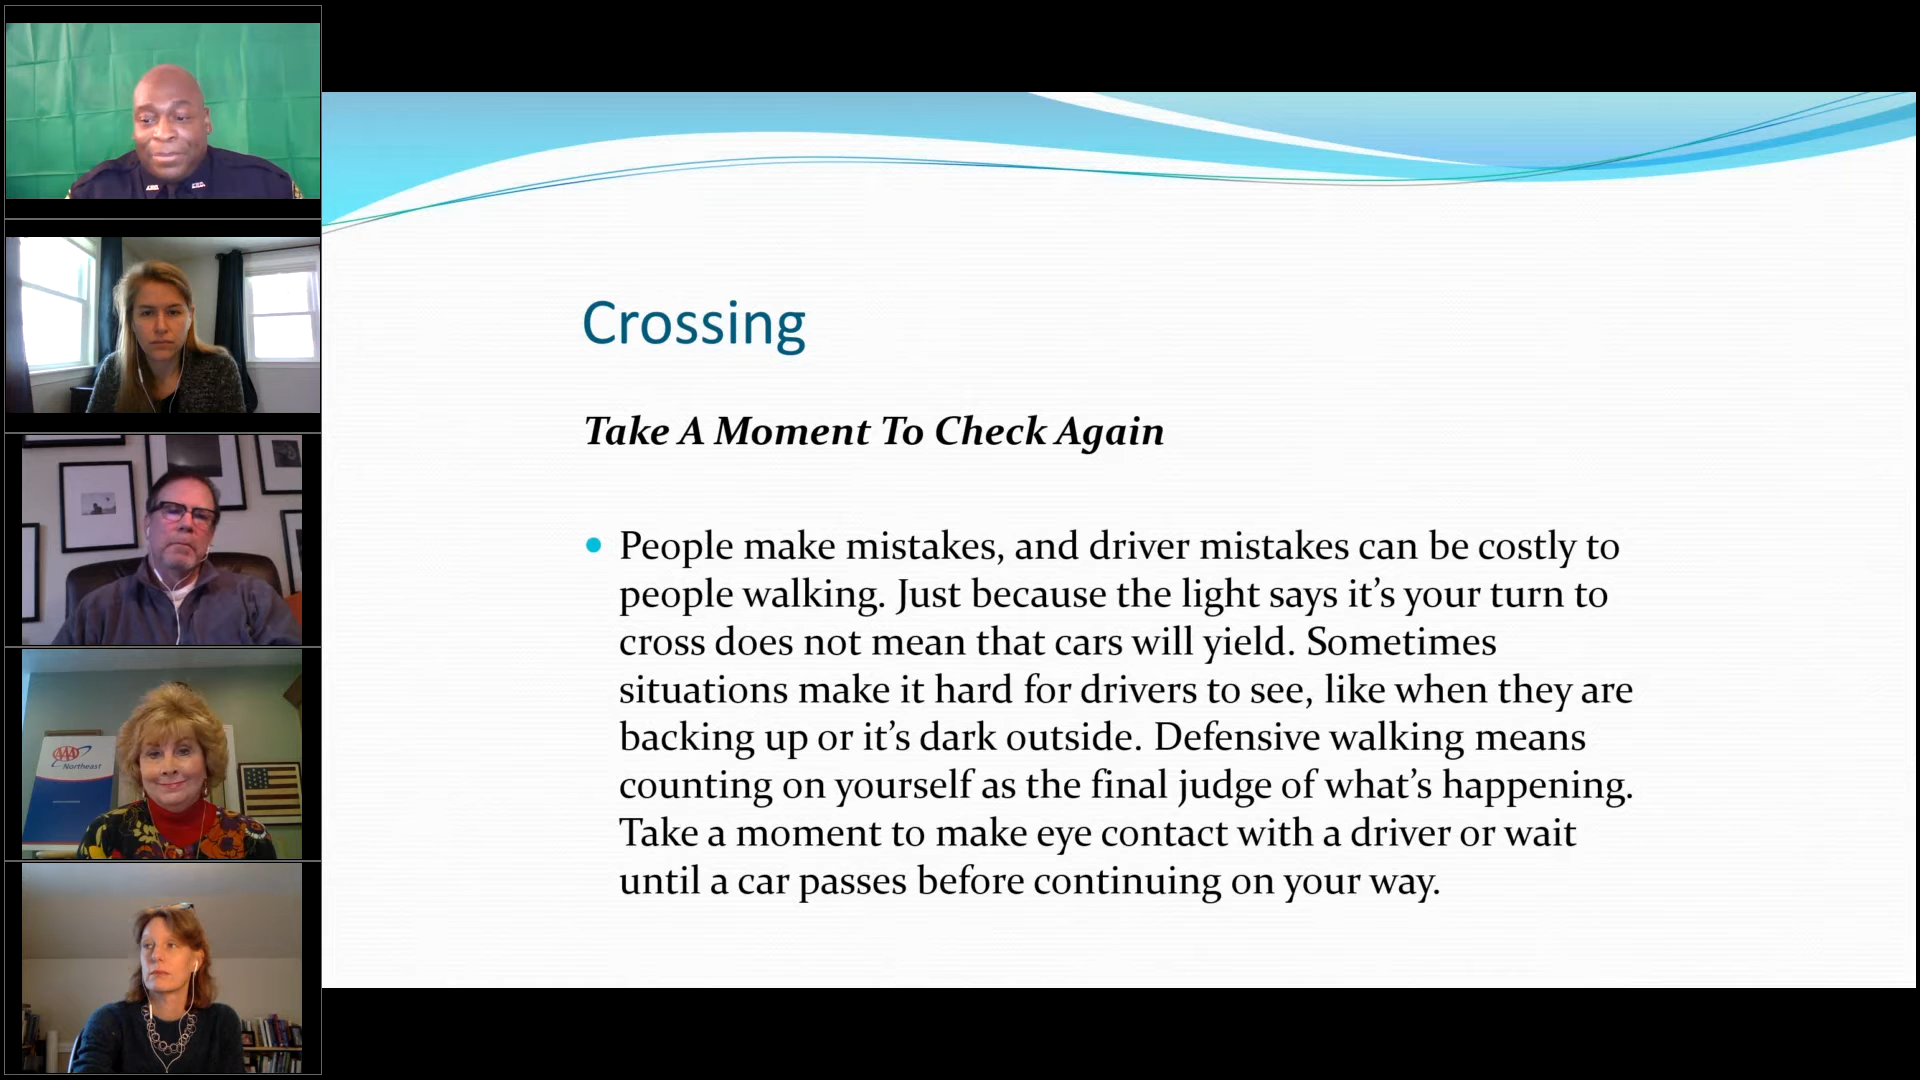 Crossing
Take A Moment To Check Again
• People make mistakes, and driver mistakes can be costly to
people walking. Just because the light says it’s your turn to
cross does not mean that cars will yield. Sometimes
situations make it hard for drivers to see, like when they are
backing up or it’s dark outside. Defensive walking means
counting on yourself as the final judge of what’s happening.
Take a moment to make eye contact with a driver or wait
until a car passes before continuing on your way.
AAA
Northeast